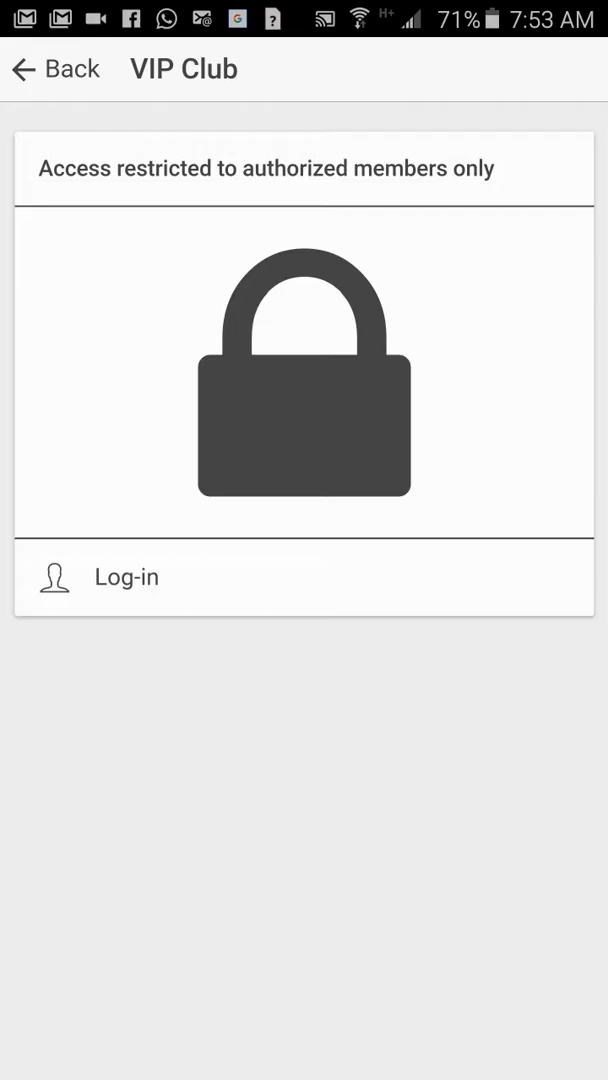 H+ 71% 7:53 AM
Back VIP Club
Access restricted to authorized members only
Log-in